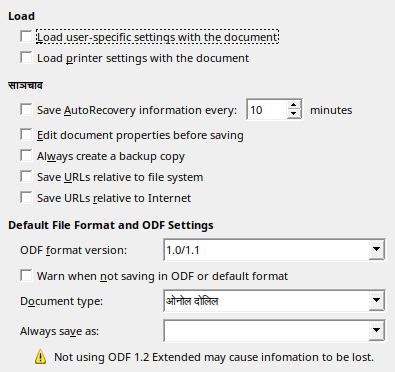 Load
Load user-specific settings with the document
Load printer settings with the document
साञचाव
Save AutoRecovery information every: 10 minutes
Edit document properties before saving
Always create a backup copy
Save URLs relative to file system
Save URLs relative to Internet
Default File Format and ODF Settings
ODF format version: 1.0/1.1
Warn when not saving in ODF or default format
Document type: ओनोल दोलिल
Always save as:
Not using ODF 1.2 Extended may cause infomation to be lost.